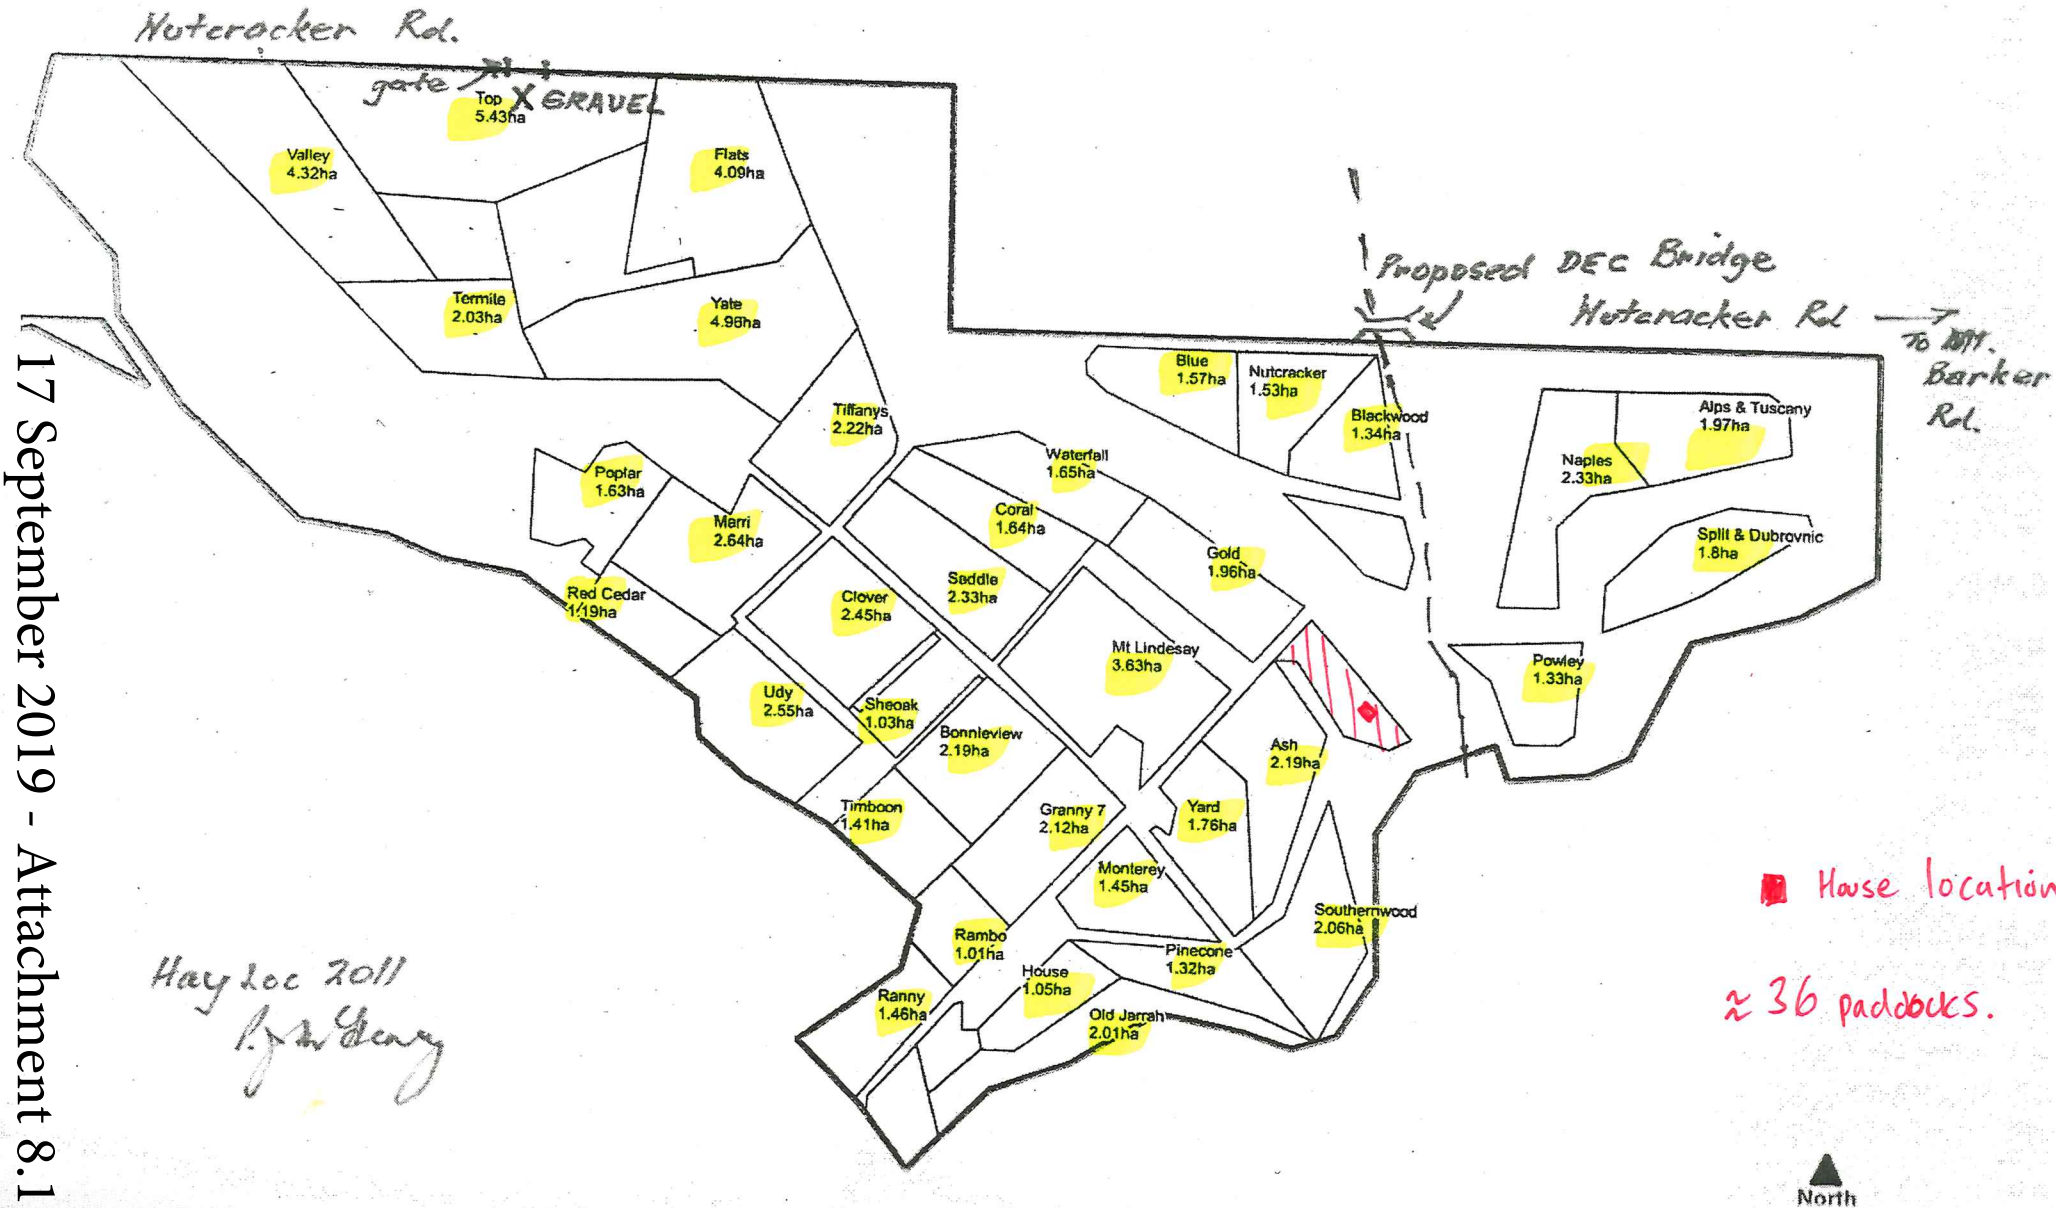 Nutcracker Rd.
gate
X GRAVEL
Top
5.43ha
Valley
4.32ha
Flats
4.09ha
Termile
2.03ha
Yate
4.96ha
Proposed DEC Bridge
Nutcracker Rd
To Mt.
Barker
Rd.
Blue
1.57ha
Nutcracker
1.53ha
Blackwood
1.34ha
Alps & Tuscany
1.97ha
Naples
2.33ha
Split & Dubrovnic
1.8ha
Tiffanys
2.22ha
Waterfall
1.65ha
Poplar
1.63ha
Marri
2.64ha
Coral
1.64ha
Gold
1.96ha
Red Cedar
1.19ha
Clover
2.45ha
Saddle
2.33ha
Mt Lindesay
3.63ha
Powley
1.33ha
Udy
2.55ha
Sheoak
1.03ha
Bonnieview
2.19ha
Ash
2.19ha
Timboon
1.41ha
Granny 7
2.12ha
Yard
1.76ha
Monterey
1.45ha
Southernwood
2.06ha
Rambo
1.01ha
Pinecone
1.32ha
House
1.05ha
Ranny
1.46ha
Old Jarrah
2.01ha
House location
≈ 36 paddocks.
Hay Loc 2011
North
17 September 2019 - Attachment 8.1